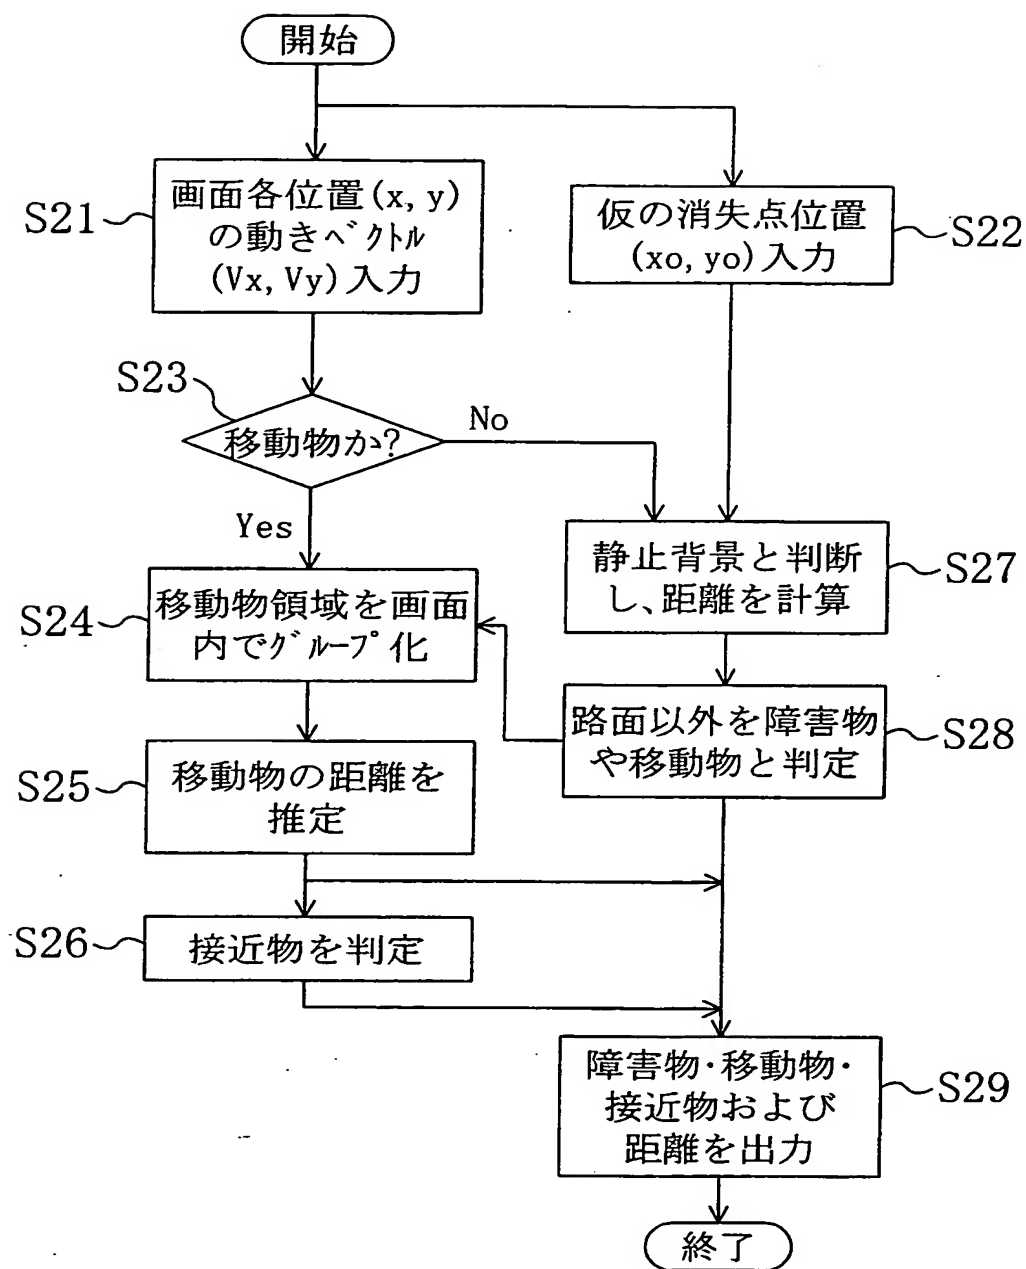 開始
S21
画面各位置(x, y)
の動きベクトル
(Vx, Vy)入力
仮の消失点位置
(xo, yo)入力
S22
S23
移動物か?
No
Yes
S24
移動物領域を画面
内でグループ化
静止背景と判断
し、距離を計算
S27
S25
移動物の距離を
推定
路面以外を障害物
や移動物と判定
S28
S26
接近物を判定
障害物・移動物・
接近物および
距離を出力
S29
終了